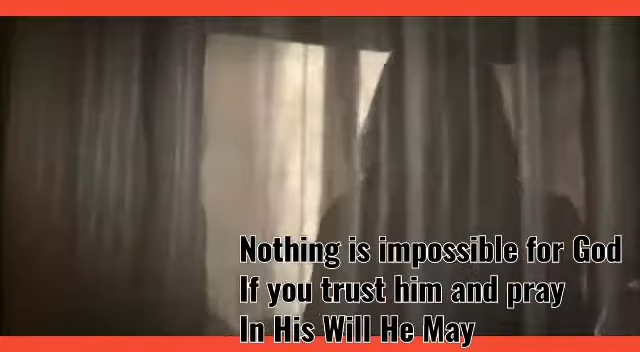 Nothing is impossible for God
If you trust him and pray
In His Will He May